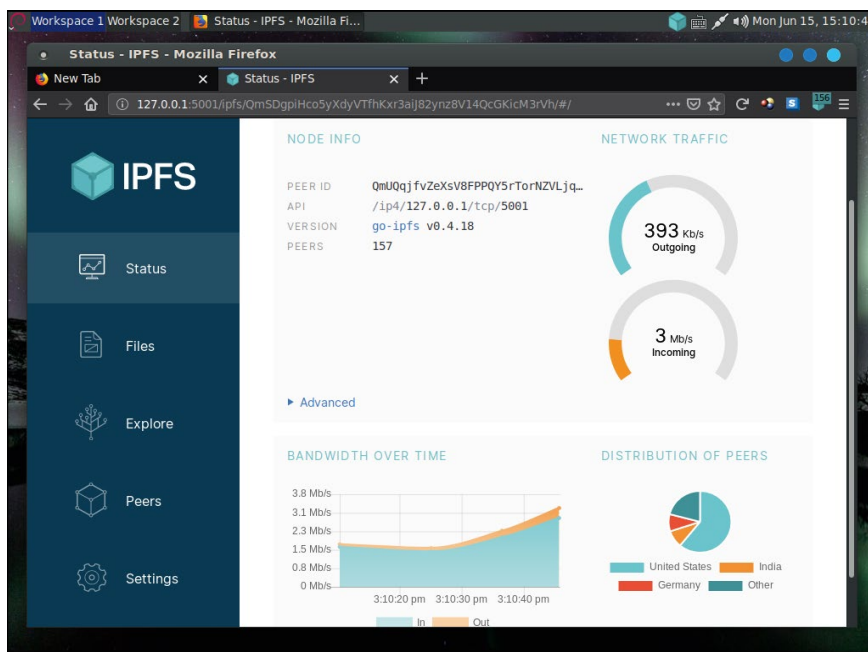 Workspace 1 Workspace 2 Status - IPFS - Mozilla Fi... Mon Jun 15, 15:10:4
Status - IPFS - Mozilla Firefox
New Tab Status - IPFS
127.0.0.1:5001/ipfs/QmSDgpiHco5yXdyVTfhKxr3aiJ82ynz8V14QcGKicM3rVh/#/ S 156
IPFS
Status
Files
Explore
Peers
Settings
NODE INFO
PEER ID QmUQqjfvZeXsV8FPPQY5rTorNZVLjq…
API /ip4/127.0.0.1/tcp/5001
VERSION go-ipfs v0.4.18
PEERS 157
Advanced
NETWORK TRAFFIC
393 Kb/s
Outgoing
3 Mb/s
Incoming
BANDWIDTH OVER TIME
3.8 Mb/s
3.1 Mb/s
2.3 Mb/s
1.5 Mb/s
0.8 Mb/s
0 Mb/s
3:10:20 pm 3:10:30 pm 3:10:40 pm
In Out
DISTRIBUTION OF PEERS
United States India
Germany Other